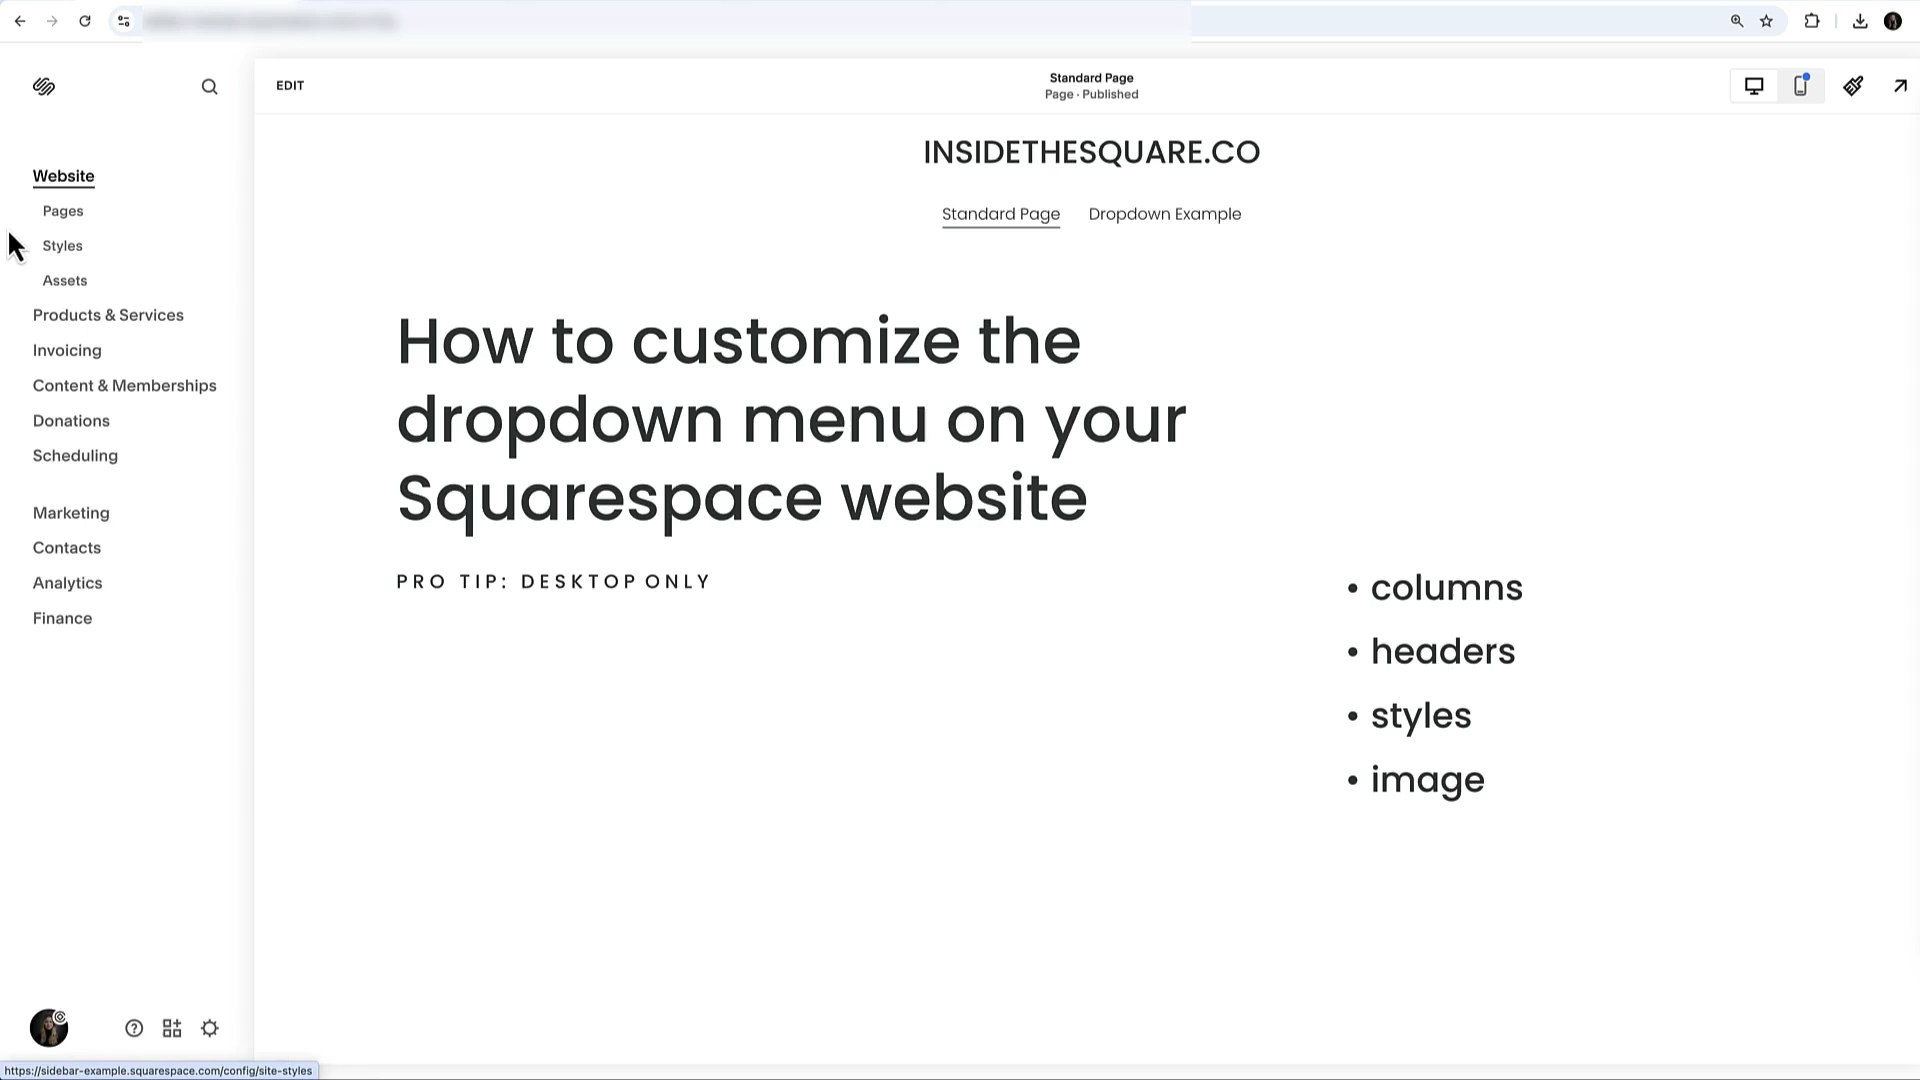 EDIT
Standard Page
Page · Published
Website
Pages
Styles
Assets
Products & Services
Invoicing
Content & Memberships
Donations
Scheduling
Marketing
Contacts
Analytics
Finance
INSIDETHESQUARE.CO
Standard Page Dropdown Example
How to customize the
dropdown menu on your
Squarespace website
PRO TIP: DESKTOP ONLY
• columns
• headers
• styles
• image
https://sidebar-example.squarespace.com/config/site-styles